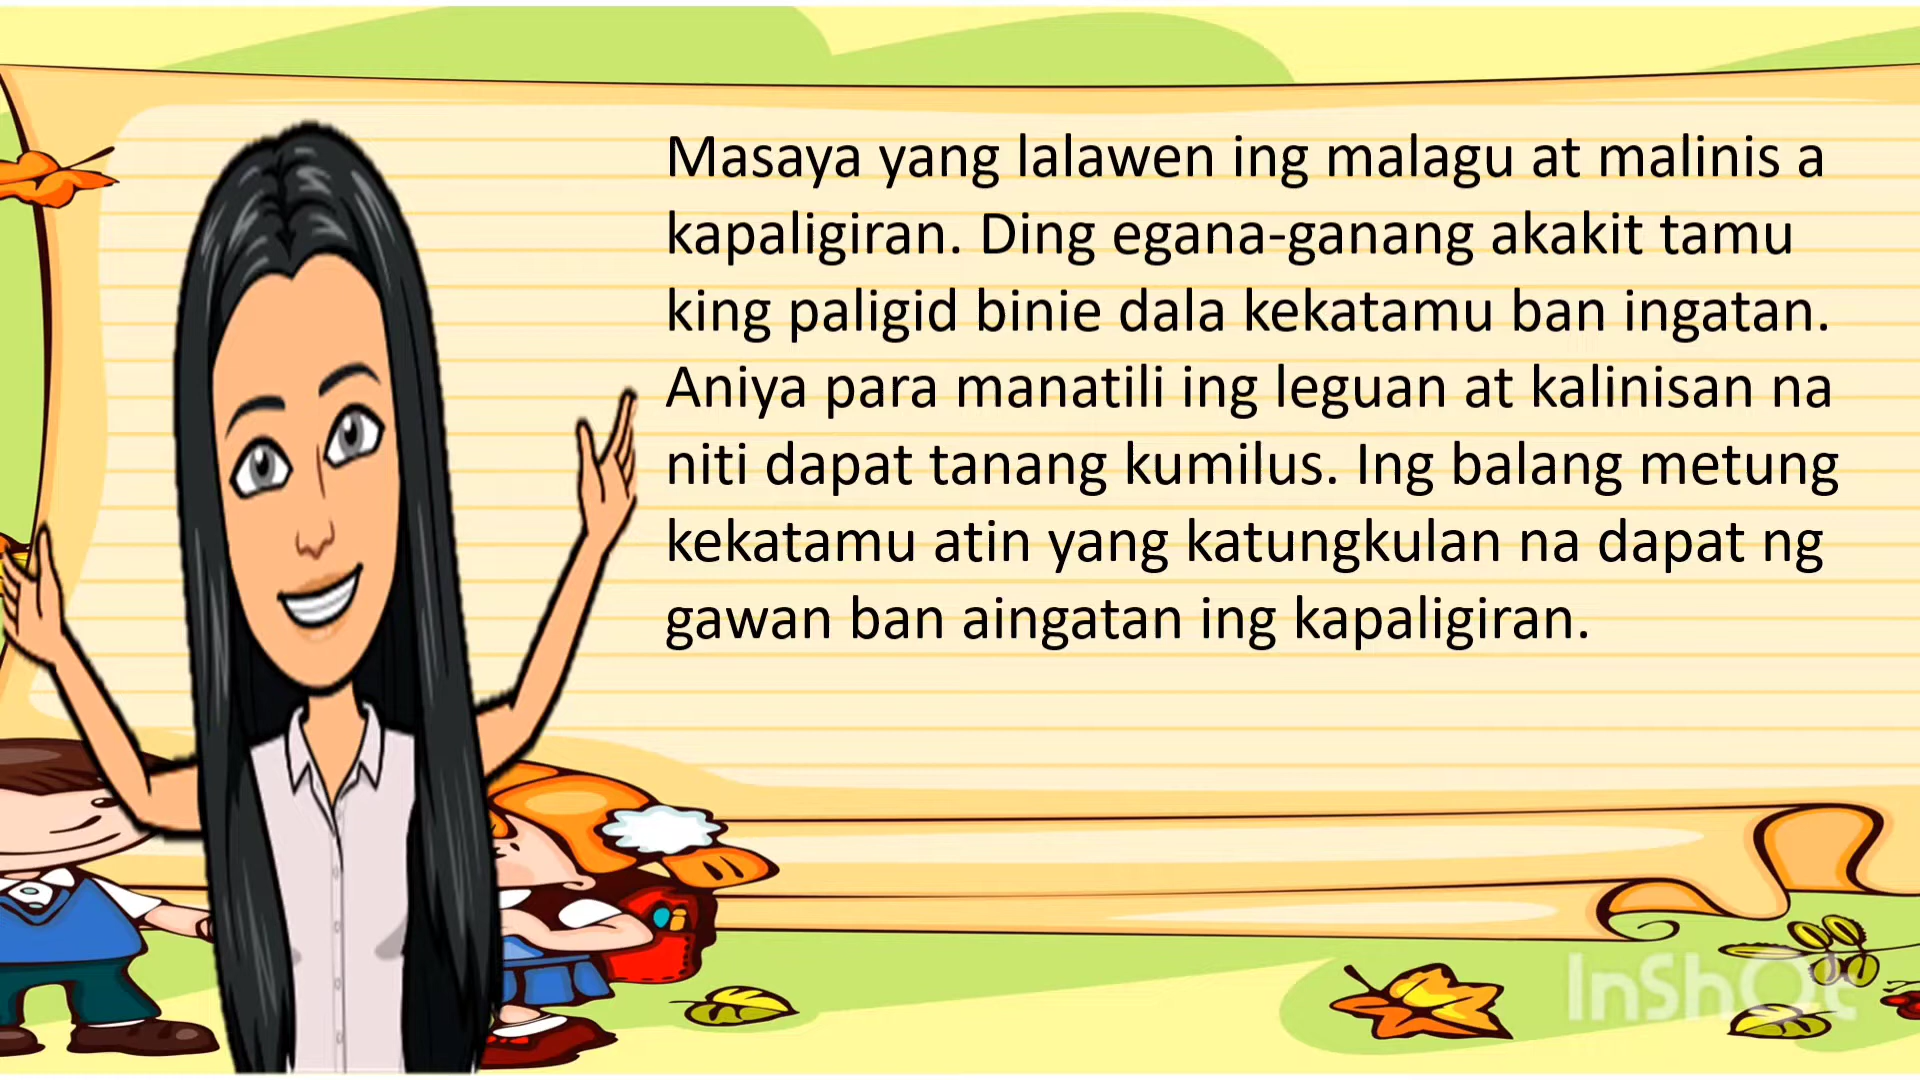 Masaya yang lalawen ing malagu at malinis a
kapaligiran. Ding egana-ganang akakit tamu
king paligid binie dala kekatamu ban ingatan.
Aniya para manatili ing leguan at kalinisan na
niti dapat tanang kumilus. Ing balang metung
kekatamu atin yang katungkulan na dapat ng
gawan ban aingatan ing kapaligiran.
InShOt